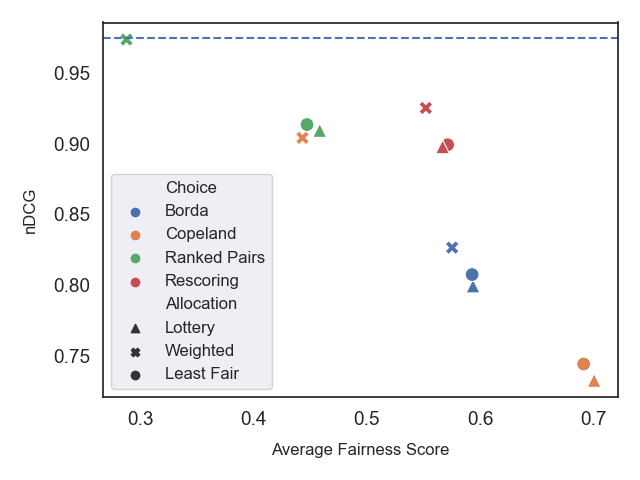 0.95
0.90
0.85
0.80
0.75
nDCG
Choice
Borda
Copeland
Ranked Pairs
Rescoring
Allocation
Lottery
Weighted
Least Fair
0.3
0.4
0.5
0.6
0.7
Average Fairness Score